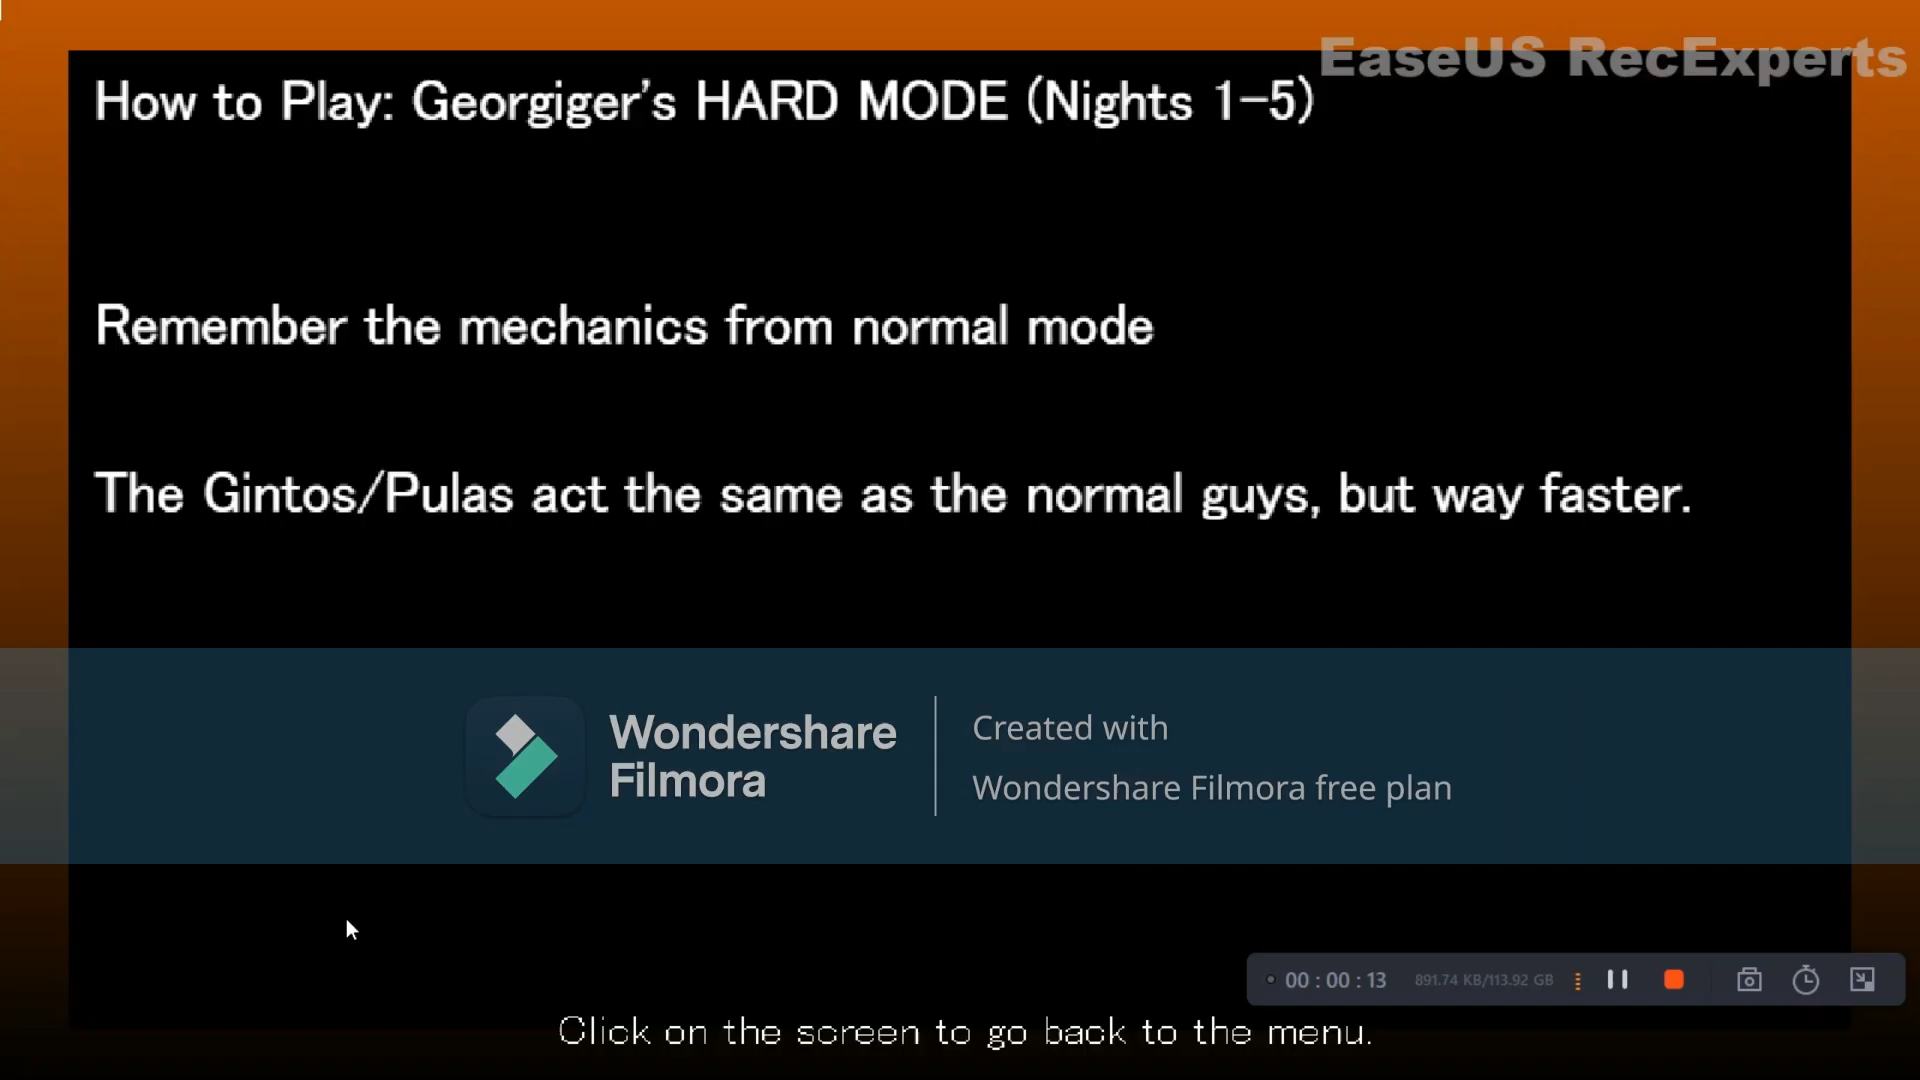 EaseUS RecExperts
How to Play: Georgiger's HARD MODE (Nights 1-5)
Remember the mechanics from normal mode
The Gintos/Pulas act the same as the normal guys, but way faster.
Wondershare
Filmora
Created with
Wondershare Filmora free plan
00 : 00 : 13 891.74 KB/113.92 GB
Click on the screen to go back to the menu.